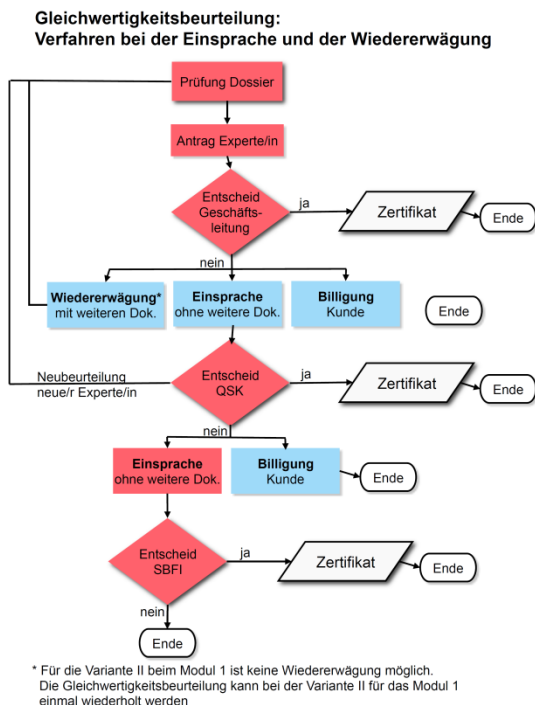 Gleichwertigkeitsbeurteilung:
Verfahren bei der Einsprache und der Wiedererwägung
Prüfung Dossier
Antrag Experte/in
Entscheid
Geschäfts-
leitung
ja
Zertifikat
Ende
nein
Wiedererwägung*
mit weiteren Dok.
Einsprache
ohne weitere Dok.
Billigung
Kunde
Ende
Neubeurteilung
neue/r Experte/in
Entscheid
QSK
ja
Zertifikat
Ende
nein
Einsprache
ohne weitere Dok.
Billigung
Kunde
Ende
Entscheid
SBFI
ja
Zertifikat
Ende
nein
Ende
* Für die Variante II beim Modul 1 ist keine Wiedererwägung möglich.
Die Gleichwertigkeitsbeurteilung kann bei der Variante II für das Modul 1
einmal wiederholt werden